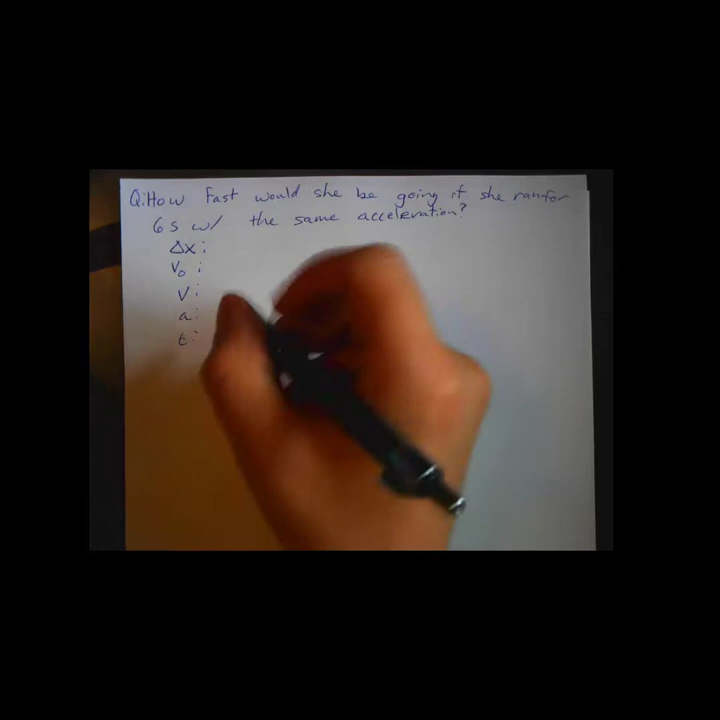 Q: How fast would she be going if she ran for
6 s w/ the same acceleration?
Δx:
V₀:
V:
a:
t: